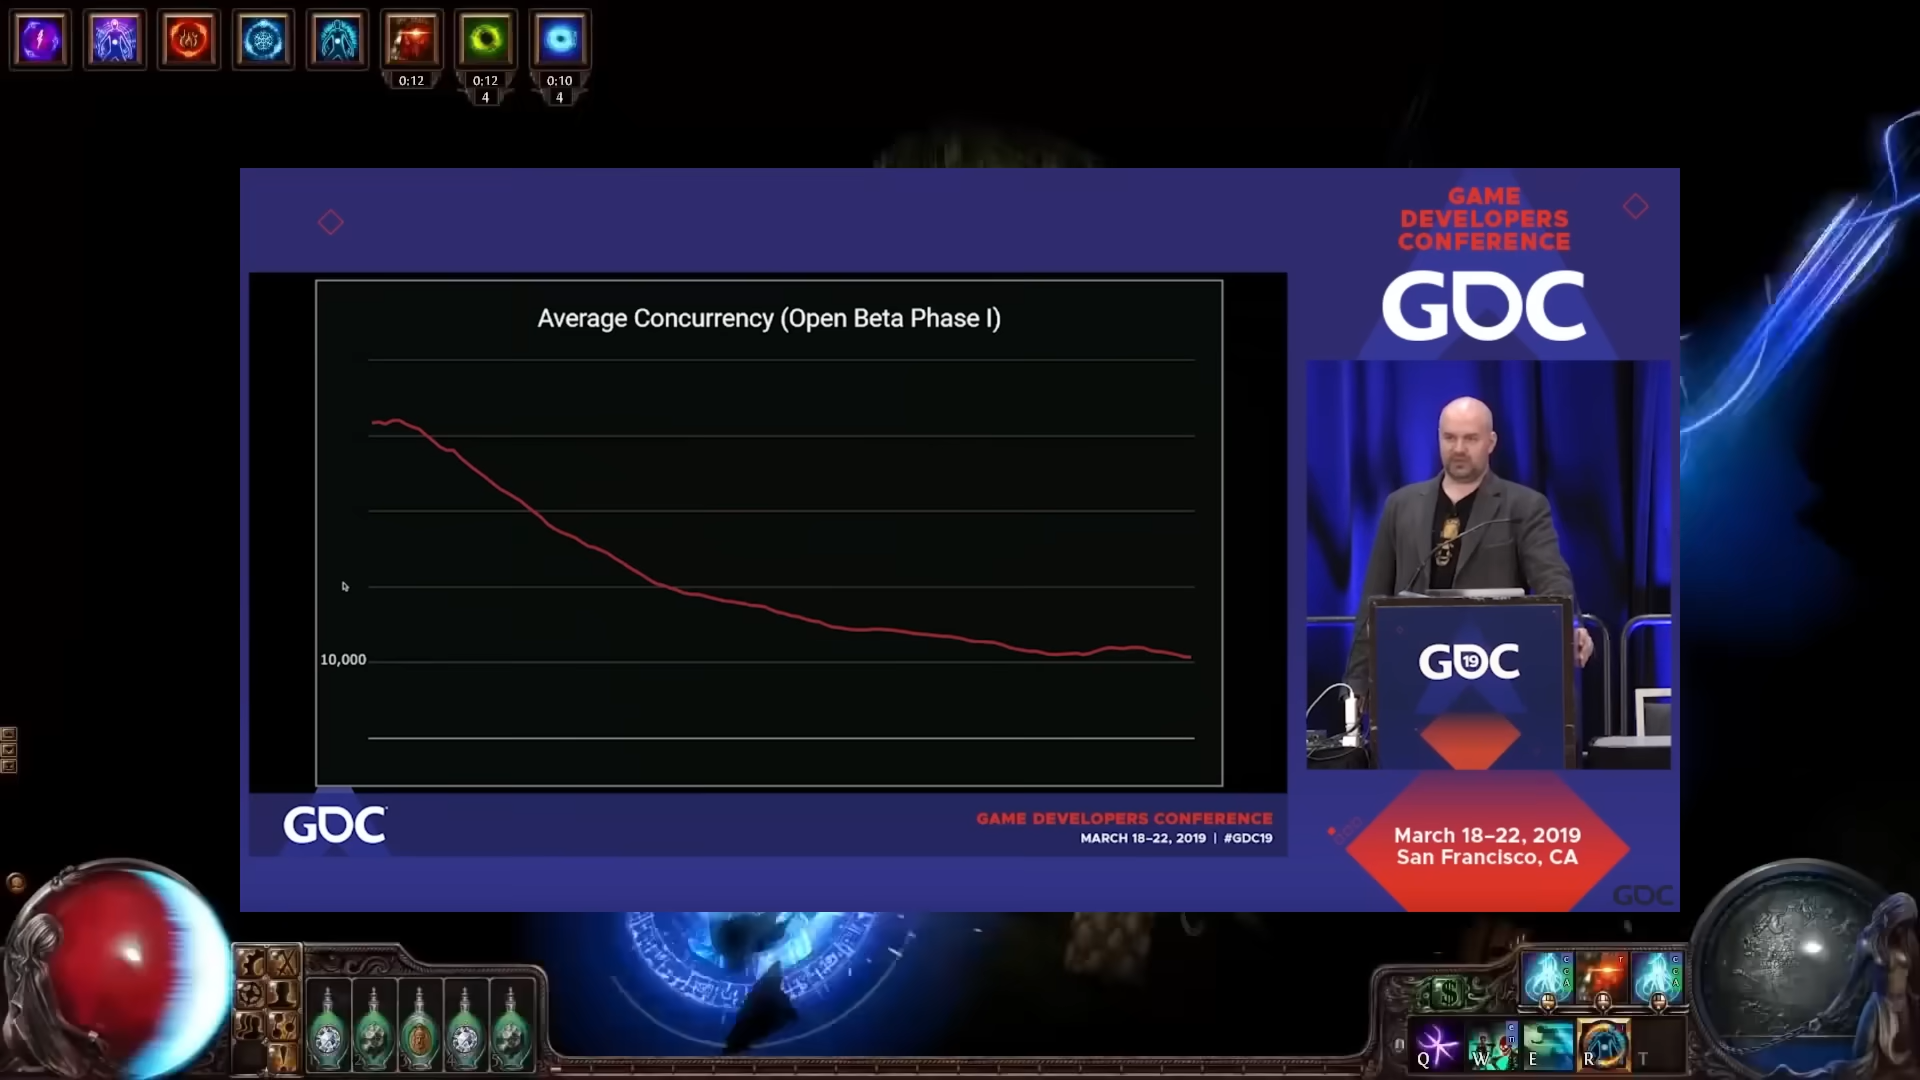 0:12
0:12
4
0:10
4
GAME
DEVELOPERS
CONFERENCE
GDC
Average Concurrency (Open Beta Phase I)
10,000
GDC
19
GDC
GAME DEVELOPERS CONFERENCE
MARCH 18-22, 2019 | #GDC19
March 18-22, 2019
San Francisco, CA
GDC
Q
W
E
R
T